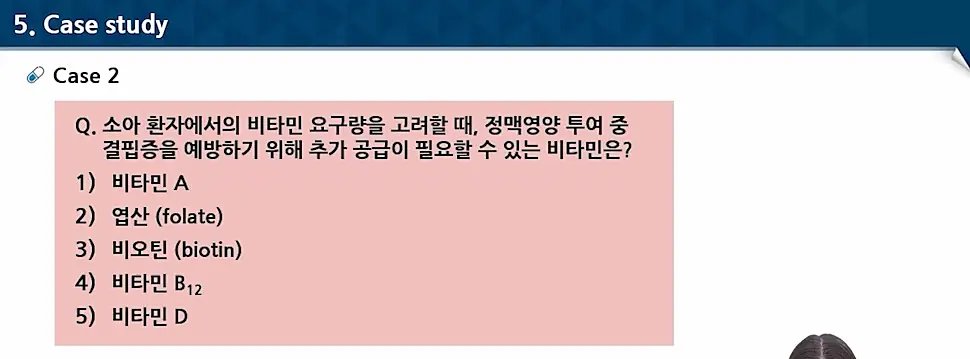 5. Case study
Case 2
Q. 소아 환자에서의 비타민 요구량을 고려할 때, 정맥영양 투여 중
결핍증을 예방하기 위해 추가 공급이 필요할 수 있는 비타민은?
1) 비타민 A
2) 엽산 (folate)
3) 비오틴 (biotin)
4) 비타민 B₁₂
5) 비타민 D